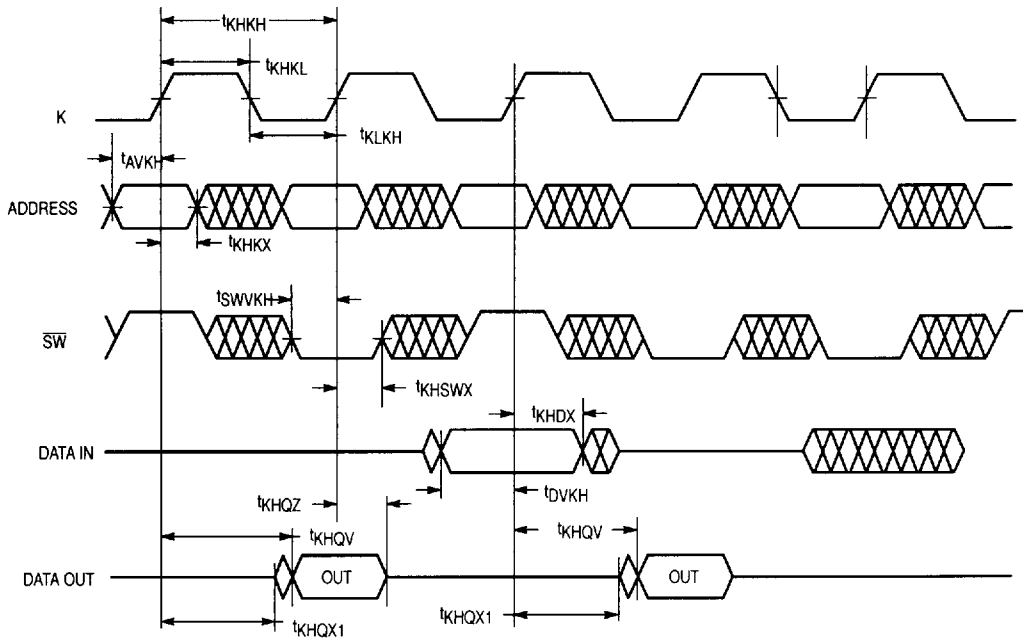 tKHKH
tKHKL
K
tKLKH
tAVKH
ADDRESS
tKHKX
tSWVKH
SW
tKHSWX
tKHDX
DATA IN
tDVKH
tKHQZ
tKHQV
tKHQV
DATA OUT
OUT
OUT
tKHQX1
tKHQX1